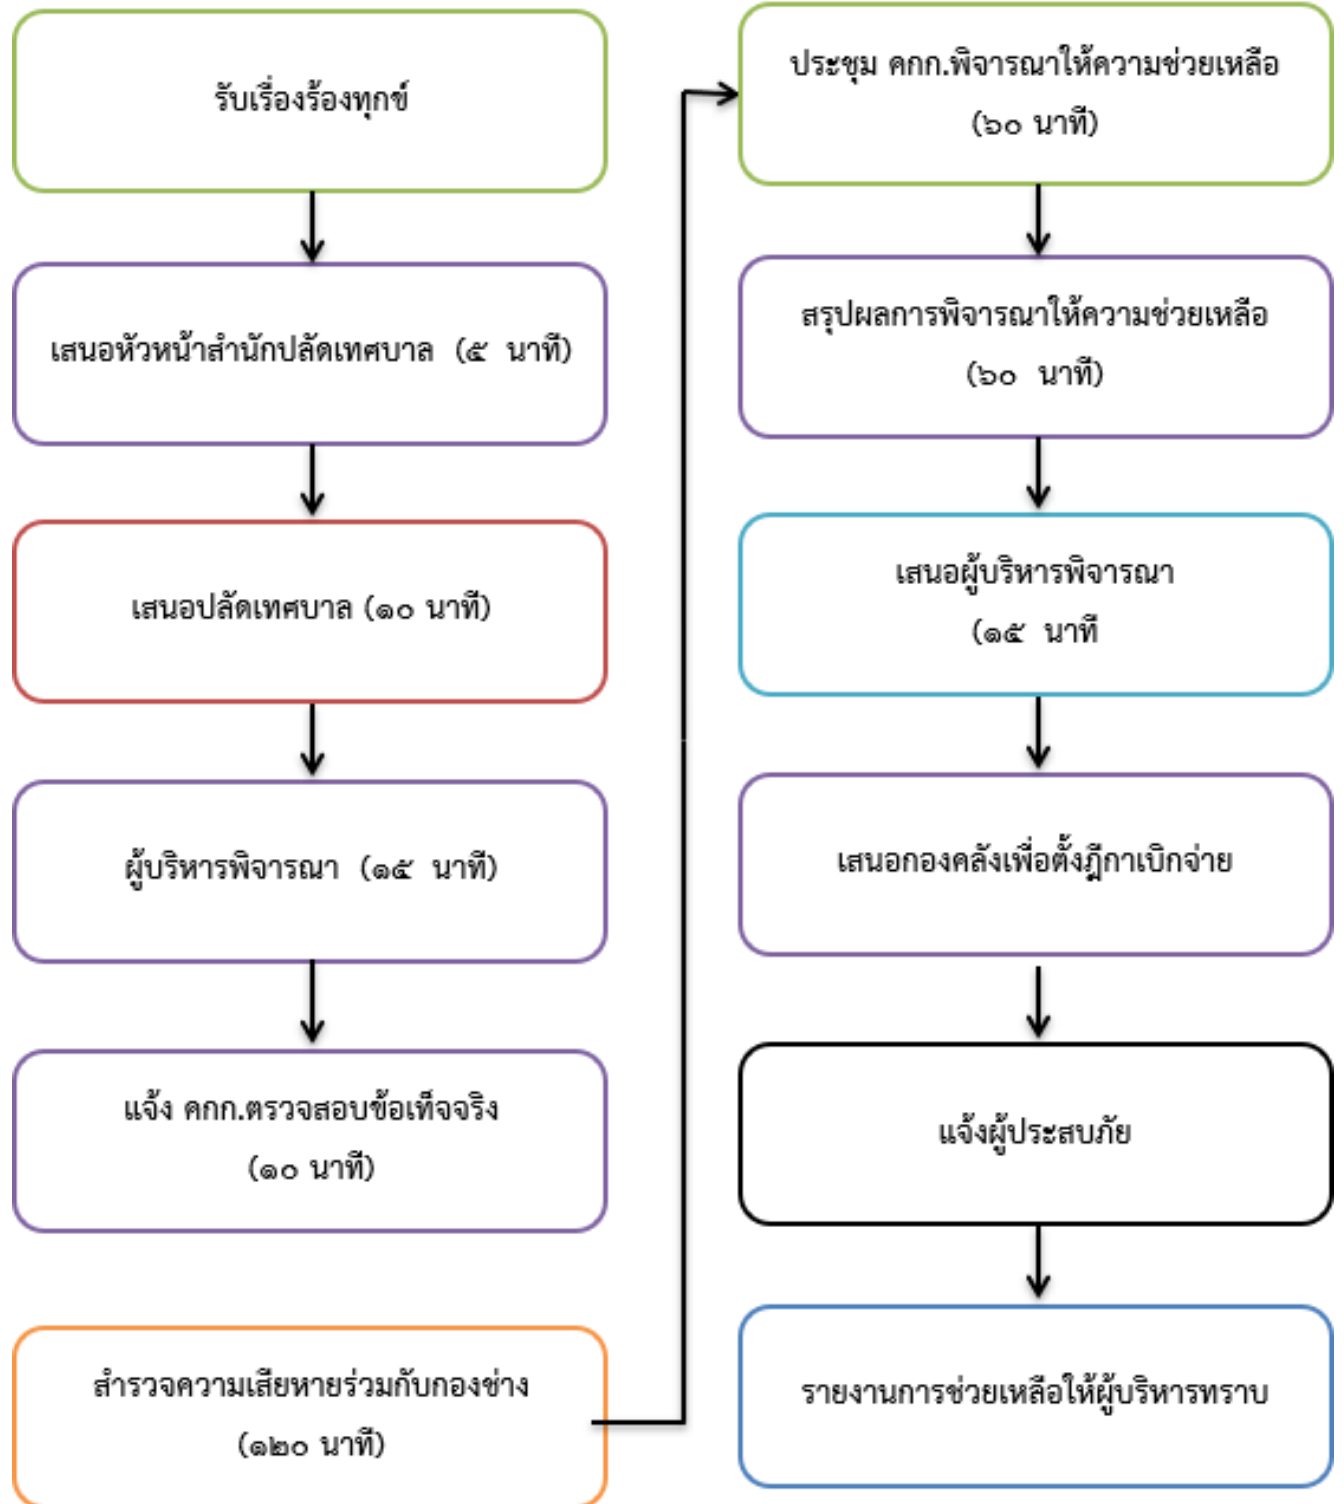 รับเรื่องร้องทุกข์
เสนอหัวหน้าสำนักปลัดเทศบาล (๕ นาที)
เสนอปลัดเทศบาล (๑๐ นาที)
ผู้บริหารพิจารณา (๑๕ นาที)
แจ้ง คกก.ตรวจสอบข้อเท็จจริง
(๑๐ นาที)
สำรวจความเสียหายร่วมกับกองช่าง
(๑๒๐ นาที)
ประชุม คกก.พิจารณาให้ความช่วยเหลือ
(๖๐ นาที)
สรุปผลการพิจารณาให้ความช่วยเหลือ
(๖๐ นาที)
เสนอผู้บริหารพิจารณา
(๑๕ นาที
เสนอกองคลังเพื่อตั้งฎีกาเบิกจ่าย
แจ้งผู้ประสบภัย
รายงานการช่วยเหลือให้ผู้บริหารทราบ